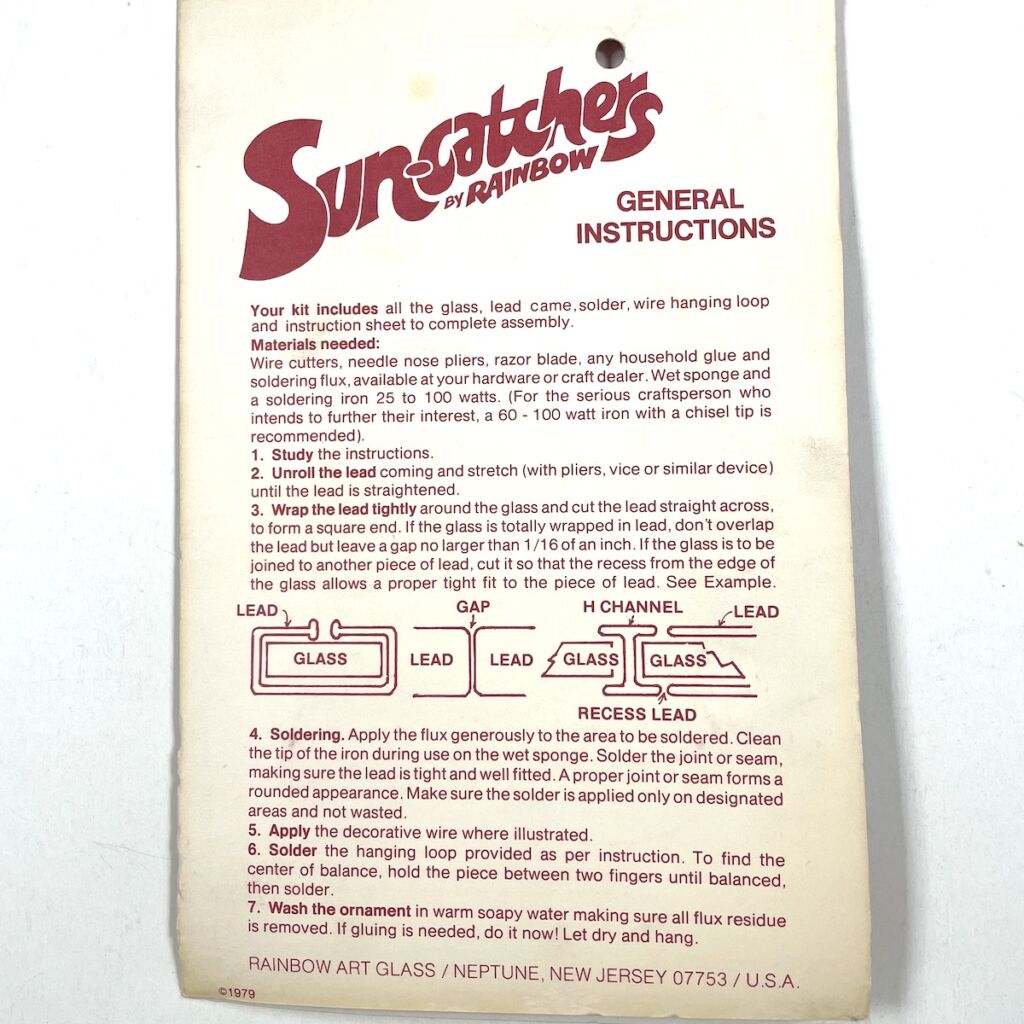 Sun-catchers
BY RAINBOW
GENERAL
INSTRUCTIONS
Your kit includes all the glass, lead came, solder, wire hanging loop
and instruction sheet to complete assembly.
Materials needed:
Wire cutters, needle nose pliers, razor blade, any household glue and
soldering flux, available at your hardware or craft dealer. Wet sponge and
a soldering iron 25 to 100 watts. (For the serious craftsperson who
intends to further their interest, a 60 - 100 watt iron with a chisel tip is
recommended).
1. Study the instructions.
2. Unroll the lead coming and stretch (with pliers, vice or similar device)
until the lead is straightened.
3. Wrap the lead tightly around the glass and cut the lead straight across,
to form a square end. If the glass is totally wrapped in lead, don't overlap
the lead but leave a gap no larger than 1/16 of an inch. If the glass is to be
joined to another piece of lead, cut it so that the recess from the edge of
the glass allows a proper tight fit to the piece of lead. See Example.
LEAD GAP H CHANNEL LEAD
GLASS LEAD LEAD GLASS GLASS
RECESS LEAD
4. Soldering. Apply the flux generously to the area to be soldered. Clean
the tip of the iron during use on the wet sponge. Solder the joint or seam,
making sure the lead is tight and well fitted. A proper joint or seam forms a
rounded appearance. Make sure the solder is applied only on designated
areas and not wasted.
5. Apply the decorative wire where illustrated.
6. Solder the hanging loop provided as per instruction. To find the
center of balance, hold the piece between two fingers until balanced,
then solder.
7. Wash the ornament in warm soapy water making sure all flux residue
is removed. If gluing is needed, do it now! Let dry and hang.
RAINBOW ART GLASS / NEPTUNE, NEW JERSEY 07753 / U.S.A.
©1979